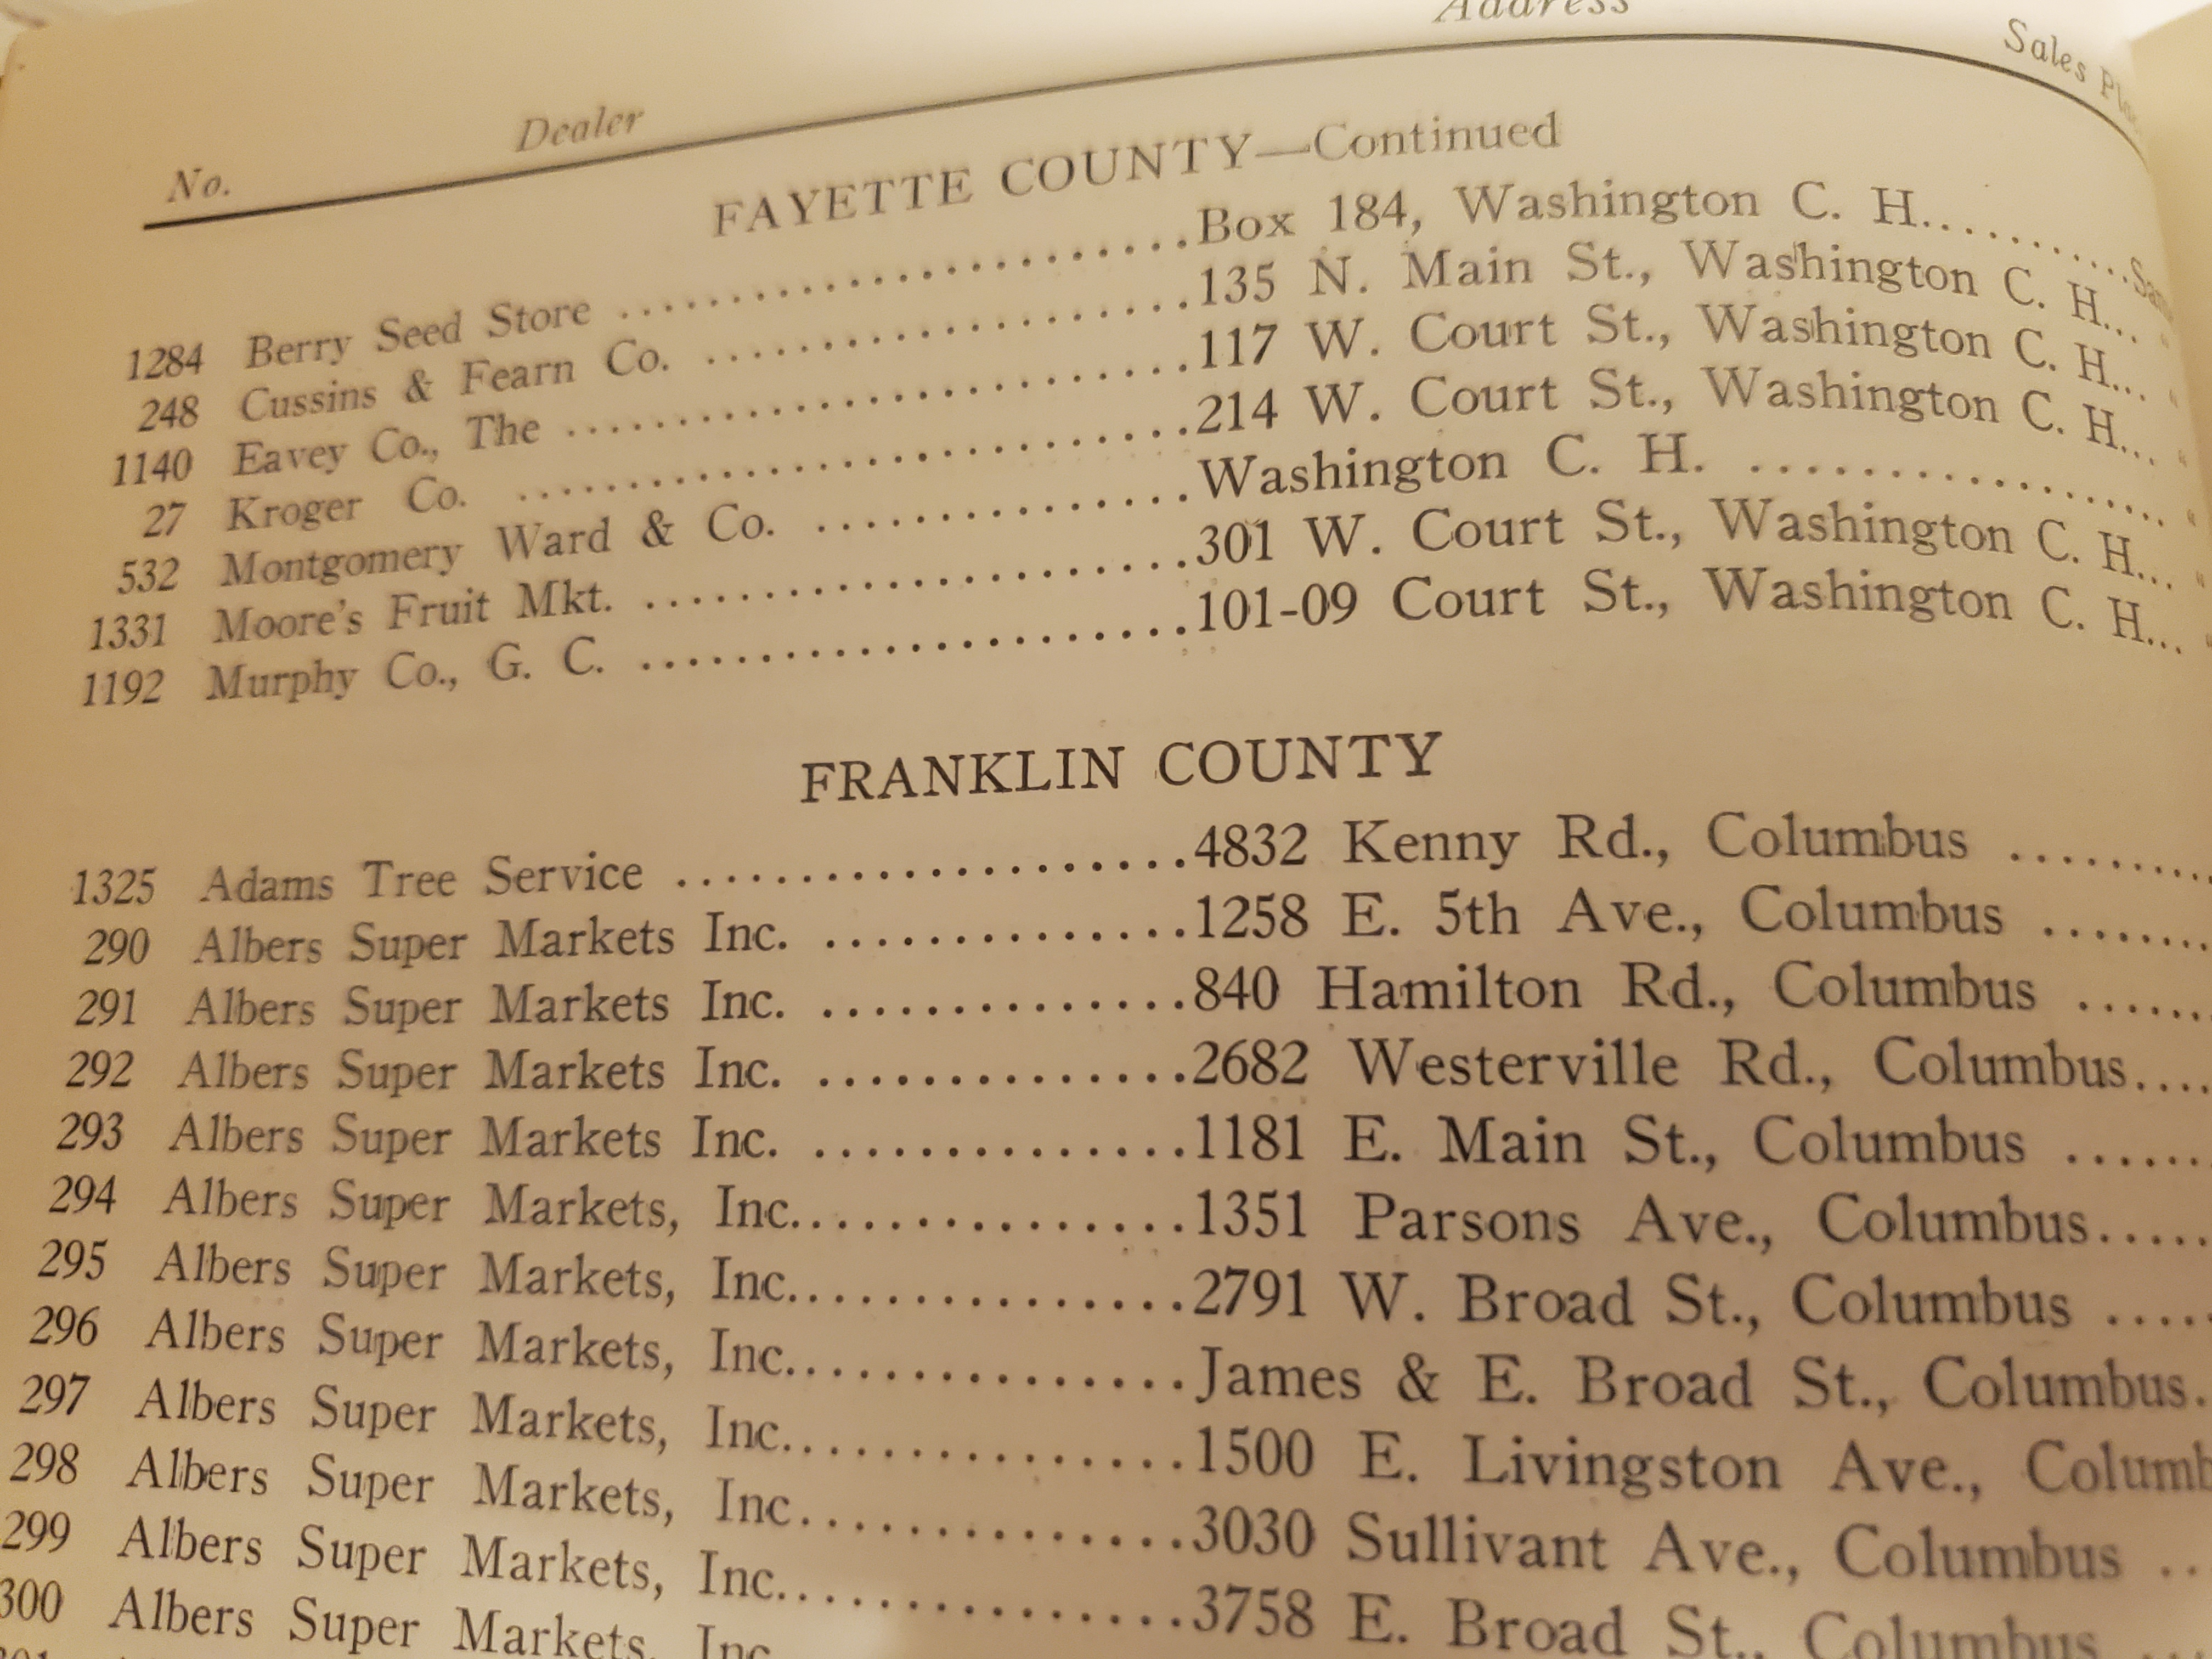 No. Dealer Address Sales
FAYETTE COUNTY—Continued
1284 Berry Seed Store ........................Box 184, Washington C. H.............
248 Cussins & Fearn Co. ....................135 N. Main St., Washington C. H...
1140 Eavey Co., The ..........................117 W. Court St., Washington C. H...
27 Kroger Co. ............................214 W. Court St., Washington C. H...
532 Montgomery Ward & Co. ...............Washington C. H. ..................
1331 Moore's Fruit Mkt. .......................301 W. Court St., Washington C. H...
1192 Murphy Co., G. C. .......................101-09 Court St., Washington C. H...
FRANKLIN COUNTY
1325 Adams Tree Service ....................4832 Kenny Rd., Columbus ........
290 Albers Super Markets Inc. ..............1258 E. 5th Ave., Columbus .......
291 Albers Super Markets Inc. ..............840 Hamilton Rd., Columbus ......
292 Albers Super Markets Inc. ..............2682 Westerville Rd., Columbus....
293 Albers Super Markets Inc. ..............1181 E. Main St., Columbus ......
294 Albers Super Markets, Inc...............1351 Parsons Ave., Columbus.....
295 Albers Super Markets, Inc...............2791 W. Broad St., Columbus ....
296 Albers Super Markets, Inc...............James & E. Broad St., Columbus.
297 Albers Super Markets, Inc...............1500 E. Livingston Ave., Columb
298 Albers Super Markets, Inc...............3030 Sullivant Ave., Columbus ..
299 Albers Super Markets, Inc...............3758 E. Broad St., Columbus ..
300 Albers Super Markets, Inc